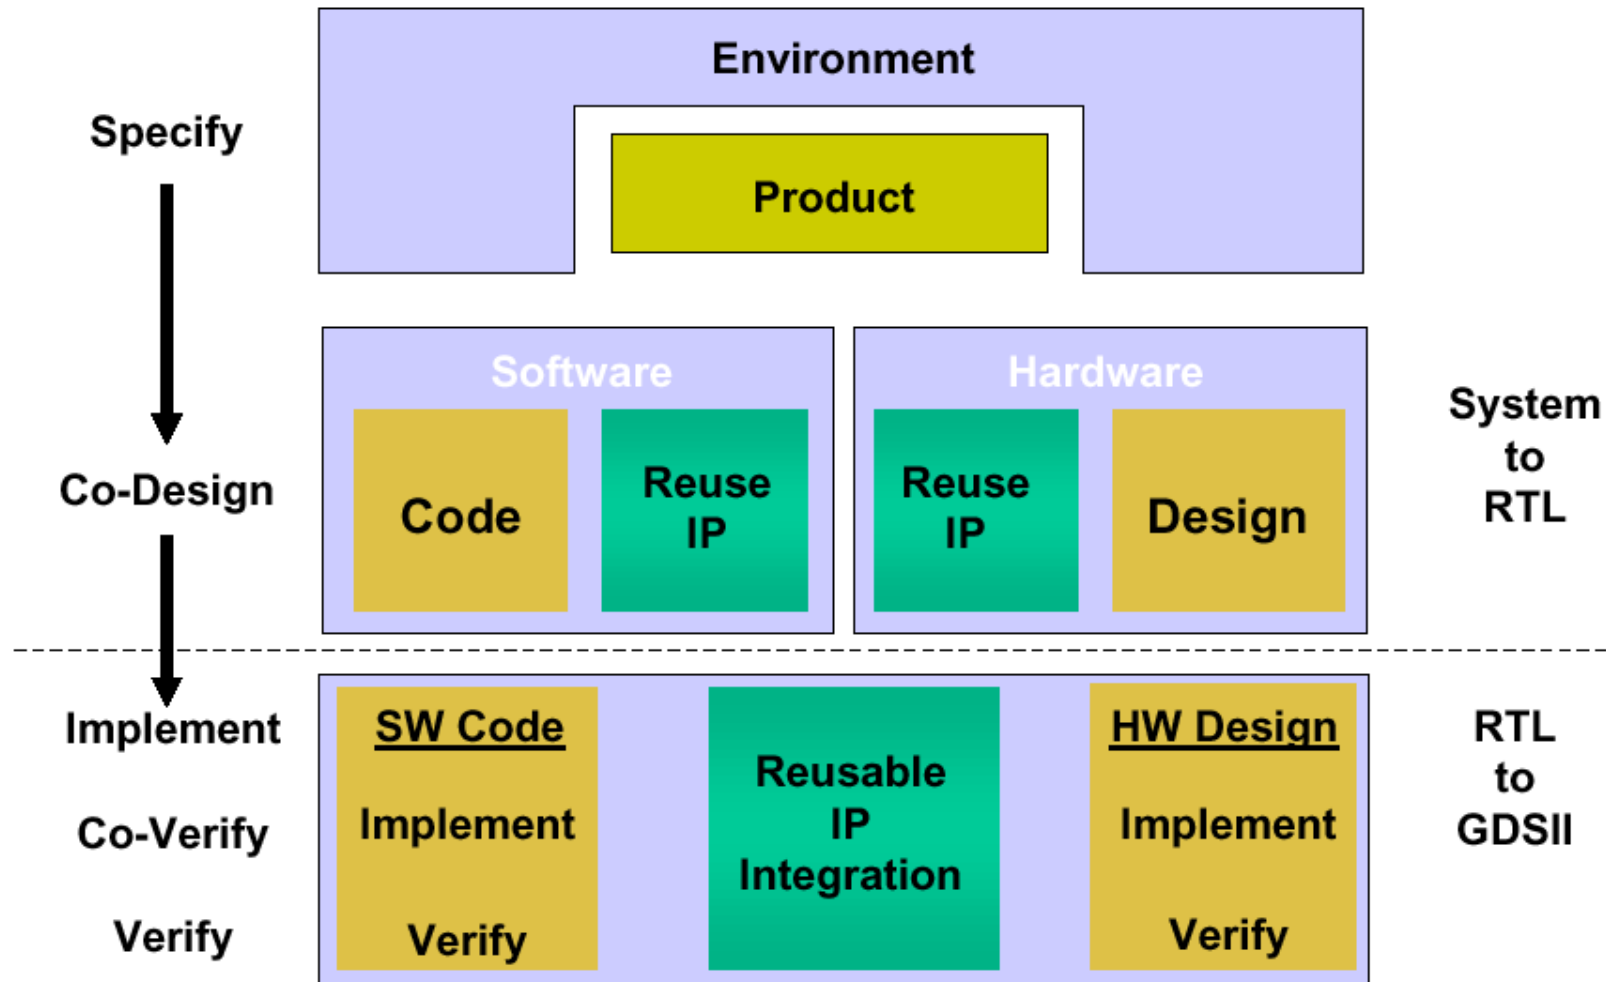 Environment
Specify
Product
Software
Hardware
System
to
RTL
Co-Design
Code
Reuse
IP
Reuse
IP
Design
Implement
Co-Verify
Verify
SW Code
Implement
Verify
Reusable
IP
Integration
HW Design
Implement
Verify
RTL
to
GDSII